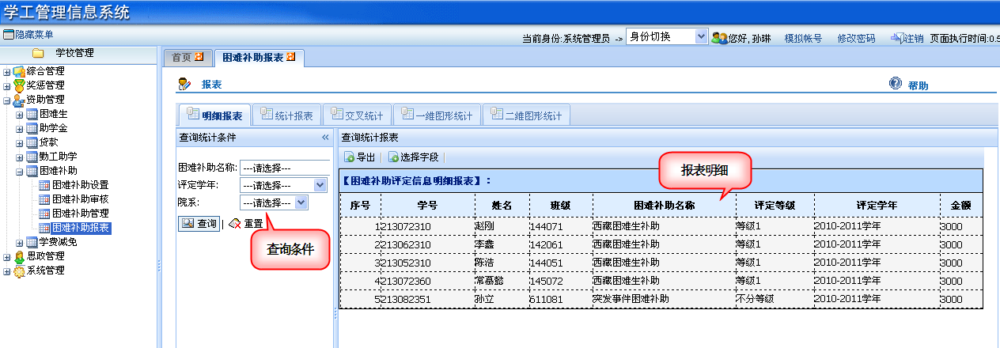 学工管理信息系统
隐藏菜单
当前身份:系统管理员 -> 身份切换 您好, 孙琳 模拟帐号 修改密码 注销 页面执行时间:0.5
学校管理
首页 困难补助报表
综合管理
奖惩管理
资助管理
困难生
助学金
贷款
勤工助学
困难补助
困难补助设置
困难补助审核
困难补助管理
困难补助报表
学费减免
思政管理
系统管理
报表 帮助
明细报表 统计报表 交叉统计 一维图形统计 二维图形统计
查询统计条件 «
困难补助名称: ---请选择---
评定学年: ---请选择---
院系: ---请选择---
查询 | 重置
查询条件
查询统计报表
导出 | 选择字段 |
报表明细
【困难补助评定信息明细报表】：
序号 学号 姓名 班级 困难补助名称 评定等级 评定学年 金额
1 213072310 赵刚 144071 西藏困难生补助 等级1 2010-2011学年 3000
2 213062310 李鑫 142061 西藏困难生补助 等级1 2010-2011学年 3000
3 213052310 陈洁 144051 西藏困难生补助 等级1 2010-2011学年 3000
4 213072360 常慕懿 145072 西藏困难生补助 等级1 2010-2011学年 3000
5 213082351 孙立 611081 突发事件困难补助 不分等级 2010-2011学年 3000